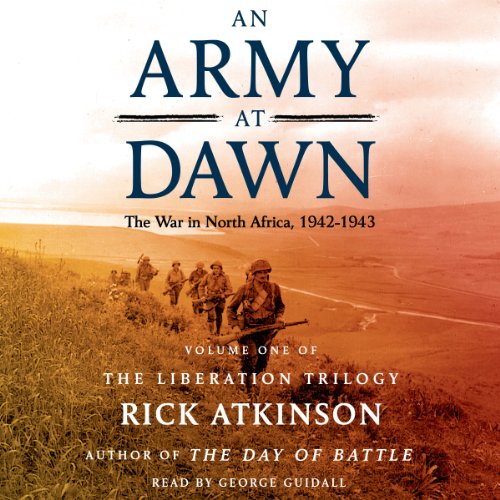 AN
ARMY
AT
DAWN
The War in North Africa, 1942-1943
VOLUME ONE OF
THE LIBERATION TRILOGY
RICK ATKINSON
AUTHOR OF THE DAY OF BATTLE
READ BY GEORGE GUIDALL